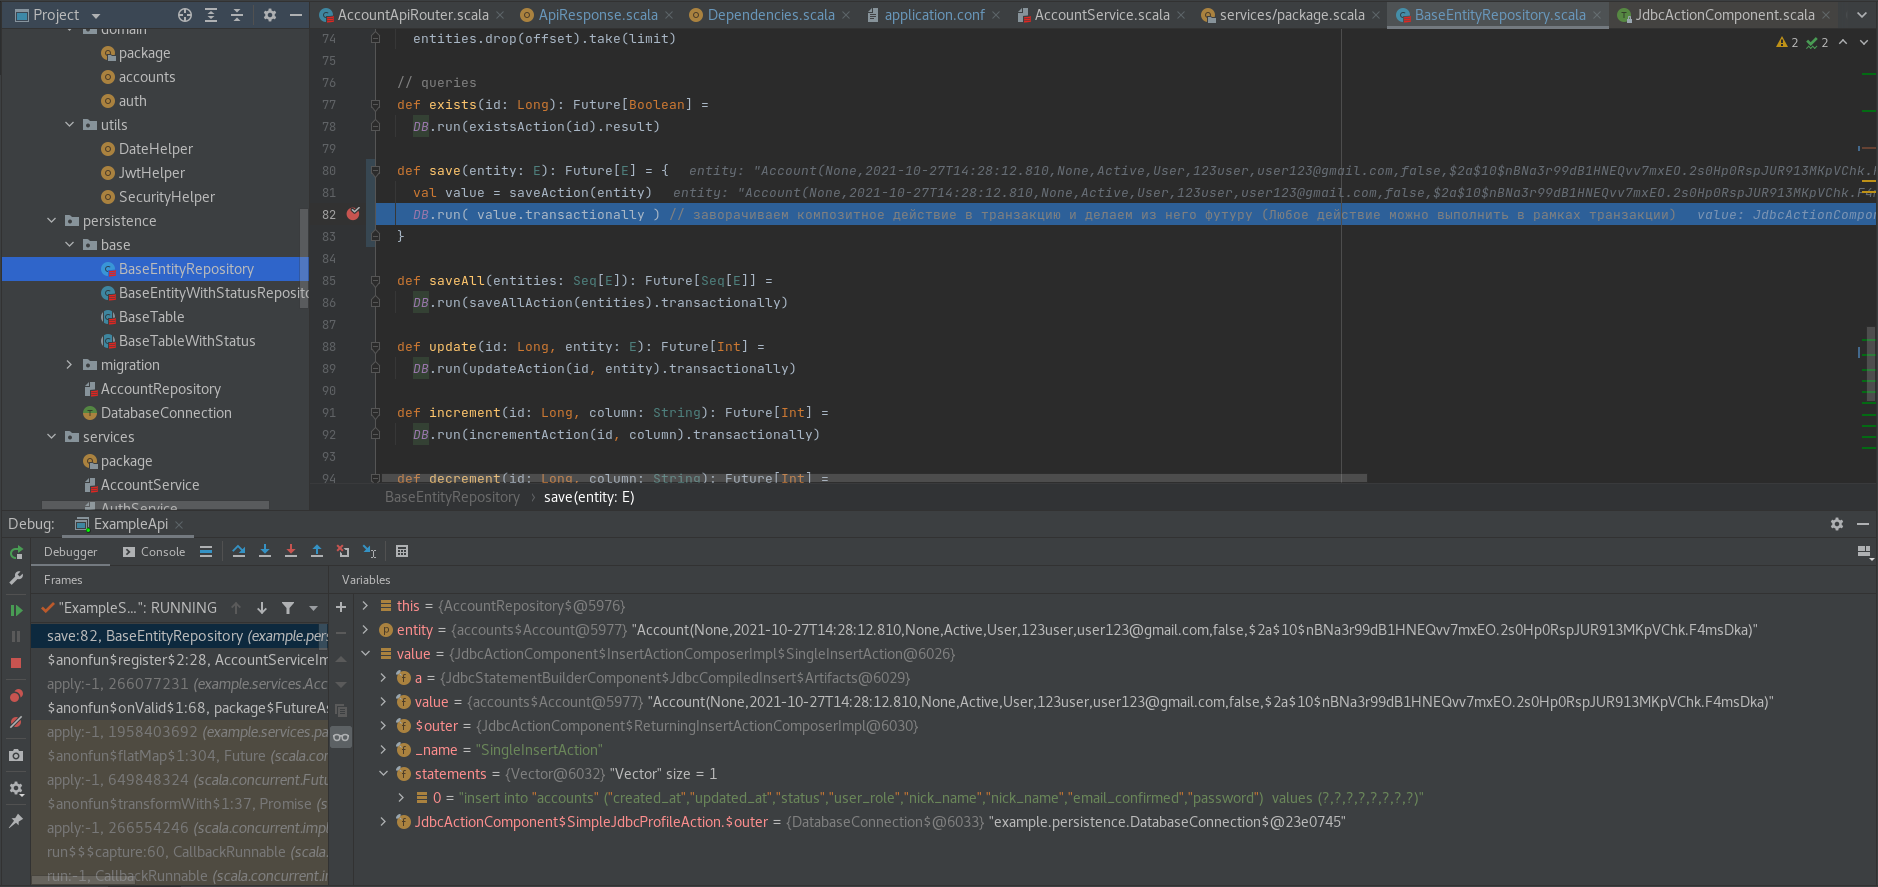 Project
AccountApiRouter.scala
ApiResponse.scala
Dependencies.scala
application.conf
AccountService.scala
services/package.scala
BaseEntityRepository.scala
JdbcActionComponent.scala
domain
package
accounts
auth
utils
DateHelper
JwtHelper
SecurityHelper
persistence
base
BaseEntityRepository
BaseEntityWithStatusReposito
BaseTable
BaseTableWithStatus
migration
AccountRepository
DatabaseConnection
services
package
AccountService
AuthService
2 2
74 entities.drop(offset).take(limit)
75
76 // queries
77 def exists(id: Long): Future[Boolean] =
78 DB.run(existsAction(id).result)
79
80 def save(entity: E): Future[E] = { entity: "Account(None,2021-10-27T14:28:12.810,None,Active,User,123user,user123@gmail.com,false,$2a$10$nBNa3r99dB1HNEQvv7mxEO.2s0Hp0RspJUR913MKpVChk.
81 val value = saveAction(entity) entity: "Account(None,2021-10-27T14:28:12.810,None,Active,User,123user,user123@gmail.com,false,$2a$10$nBNa3r99dB1HNEQvv7mxEO.2s0Hp0RspJUR913MKpVChk.F4
82 DB.run( value.transactionally ) // заворачиваем композитное действие в транзакцию и делаем из него футуру (Любое действие можно выполнить в рамках транзакции) value: JdbcActionCompon
83 }
84
85 def saveAll(entities: Seq[E]): Future[Seq[E]] =
86 DB.run(saveAllAction(entities).transactionally)
87
88 def update(id: Long, entity: E): Future[Int] =
89 DB.run(updateAction(id, entity).transactionally)
90
91 def increment(id: Long, column: String): Future[Int] =
92 DB.run(incrementAction(id, column).transactionally)
93
94 def decrement(id: Long, column: String): Future[Int] =
BaseEntityRepository › save(entity: E)
Debug: ExampleApi
Debugger Console
Frames
"ExampleS...": RUNNING
save:82, BaseEntityRepository (example.pers
$anonfun$register$2:28, AccountServiceIm
apply:-1, 266077231 (example.services.Acc
$anonfun$onValid$1:68, package$FutureAs
apply:-1, 1958403692 (example.services.pa
$anonfun$flatMap$1:304, Future (scala.con
apply:-1, 649848324 (scala.concurrent.Futu
$anonfun$transformWith$1:37, Promise (s
apply:-1, 266554246 (scala.concurrent.impl
run$$$capture:60, CallbackRunnable (scala.
run:-1, CallbackRunnable (scala.concurrent.im
Variables
this = {AccountRepository$@5976}
entity = {accounts$Account@5977} "Account(None,2021-10-27T14:28:12.810,None,Active,User,123user,user123@gmail.com,false,$2a$10$nBNa3r99dB1HNEQvv7mxEO.2s0Hp0RspJUR913MKpVChk.F4msDka)"
value = {JdbcActionComponent$InsertActionComposerImpl$SingleInsertAction@6026}
a = {JdbcStatementBuilderComponent$JdbcCompiledInsert$Artifacts@6029}
value = {accounts$Account@5977} "Account(None,2021-10-27T14:28:12.810,None,Active,User,123user,user123@gmail.com,false,$2a$10$nBNa3r99dB1HNEQvv7mxEO.2s0Hp0RspJUR913MKpVChk.F4msDka)"
$outer = {JdbcActionComponent$ReturningInsertActionComposerImpl@6030}
_name = "SingleInsertAction"
statements = {Vector@6032} "Vector" size = 1
0 = "insert into "accounts" ("created_at","updated_at","status","user_role","nick_name","nick_name","email_confirmed","password") values (?,?,?,?,?,?,?,?)"
JdbcActionComponent$SimpleJdbcProfileAction.$outer = {DatabaseConnection$@6033} "example.persistence.DatabaseConnection$@23e0745"